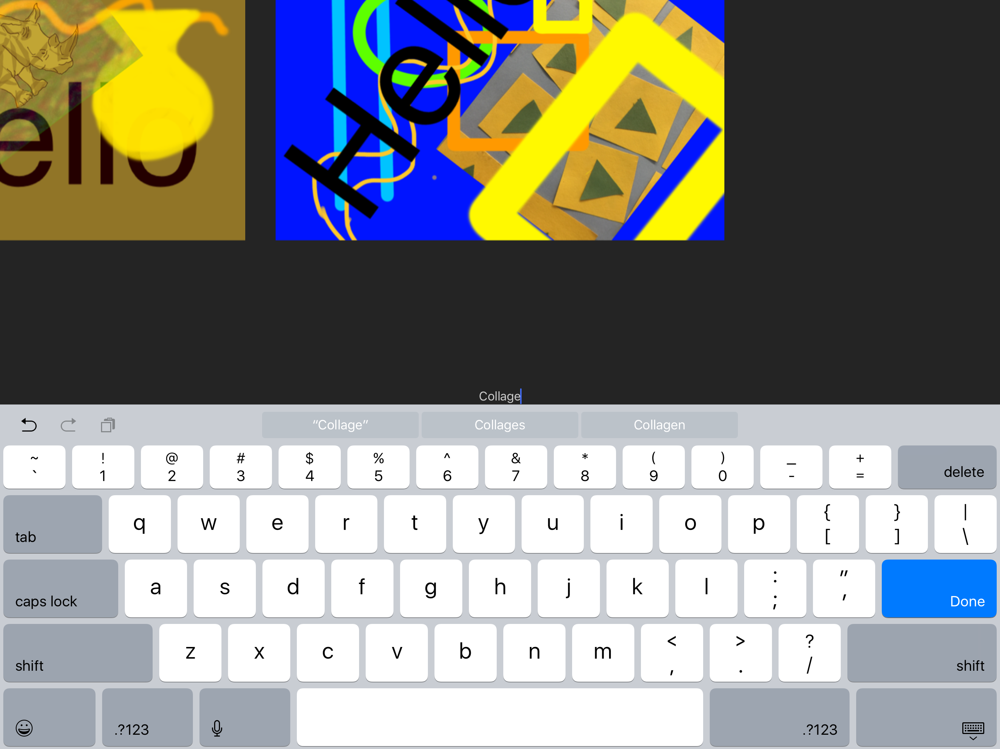 ello
Hello
Collage
“Collage” Collages Collagen
~ ! @ # $ % ^ & * ( ) _ +
` 1 2 3 4 5 6 7 8 9 0 - = delete
tab q w e r t y u i o p { [ } ] | \
caps lock a s d f g h j k l : ; " ' Done
shift z x c v b n m < , > . ? / shift
.?123 .?123